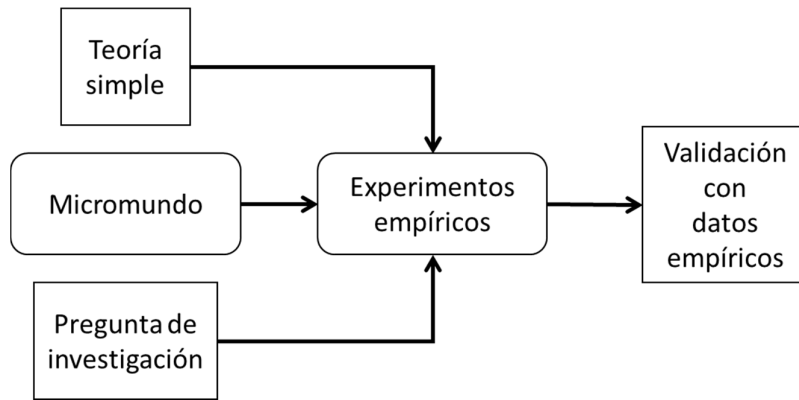 Teoría
simple
Micromundo
Experimentos
empíricos
Validación
con
datos
empíricos
Pregunta de
investigación